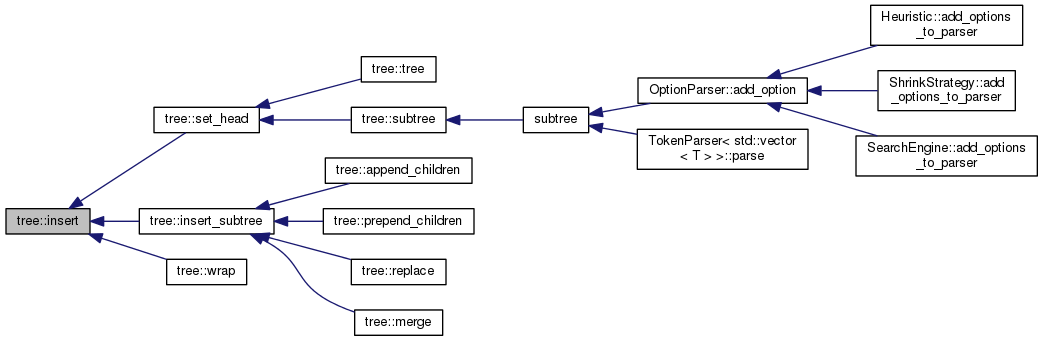 Heuristic::add_options
_to_parser
tree::tree
OptionParser::add_option
ShrinkStrategy::add
_options_to_parser
tree::set_head
tree::subtree
subtree
TokenParser< std::vector
< T > >::parse
SearchEngine::add_options
_to_parser
tree::append_children
tree::insert
tree::insert_subtree
tree::prepend_children
tree::wrap
tree::replace
tree::merge